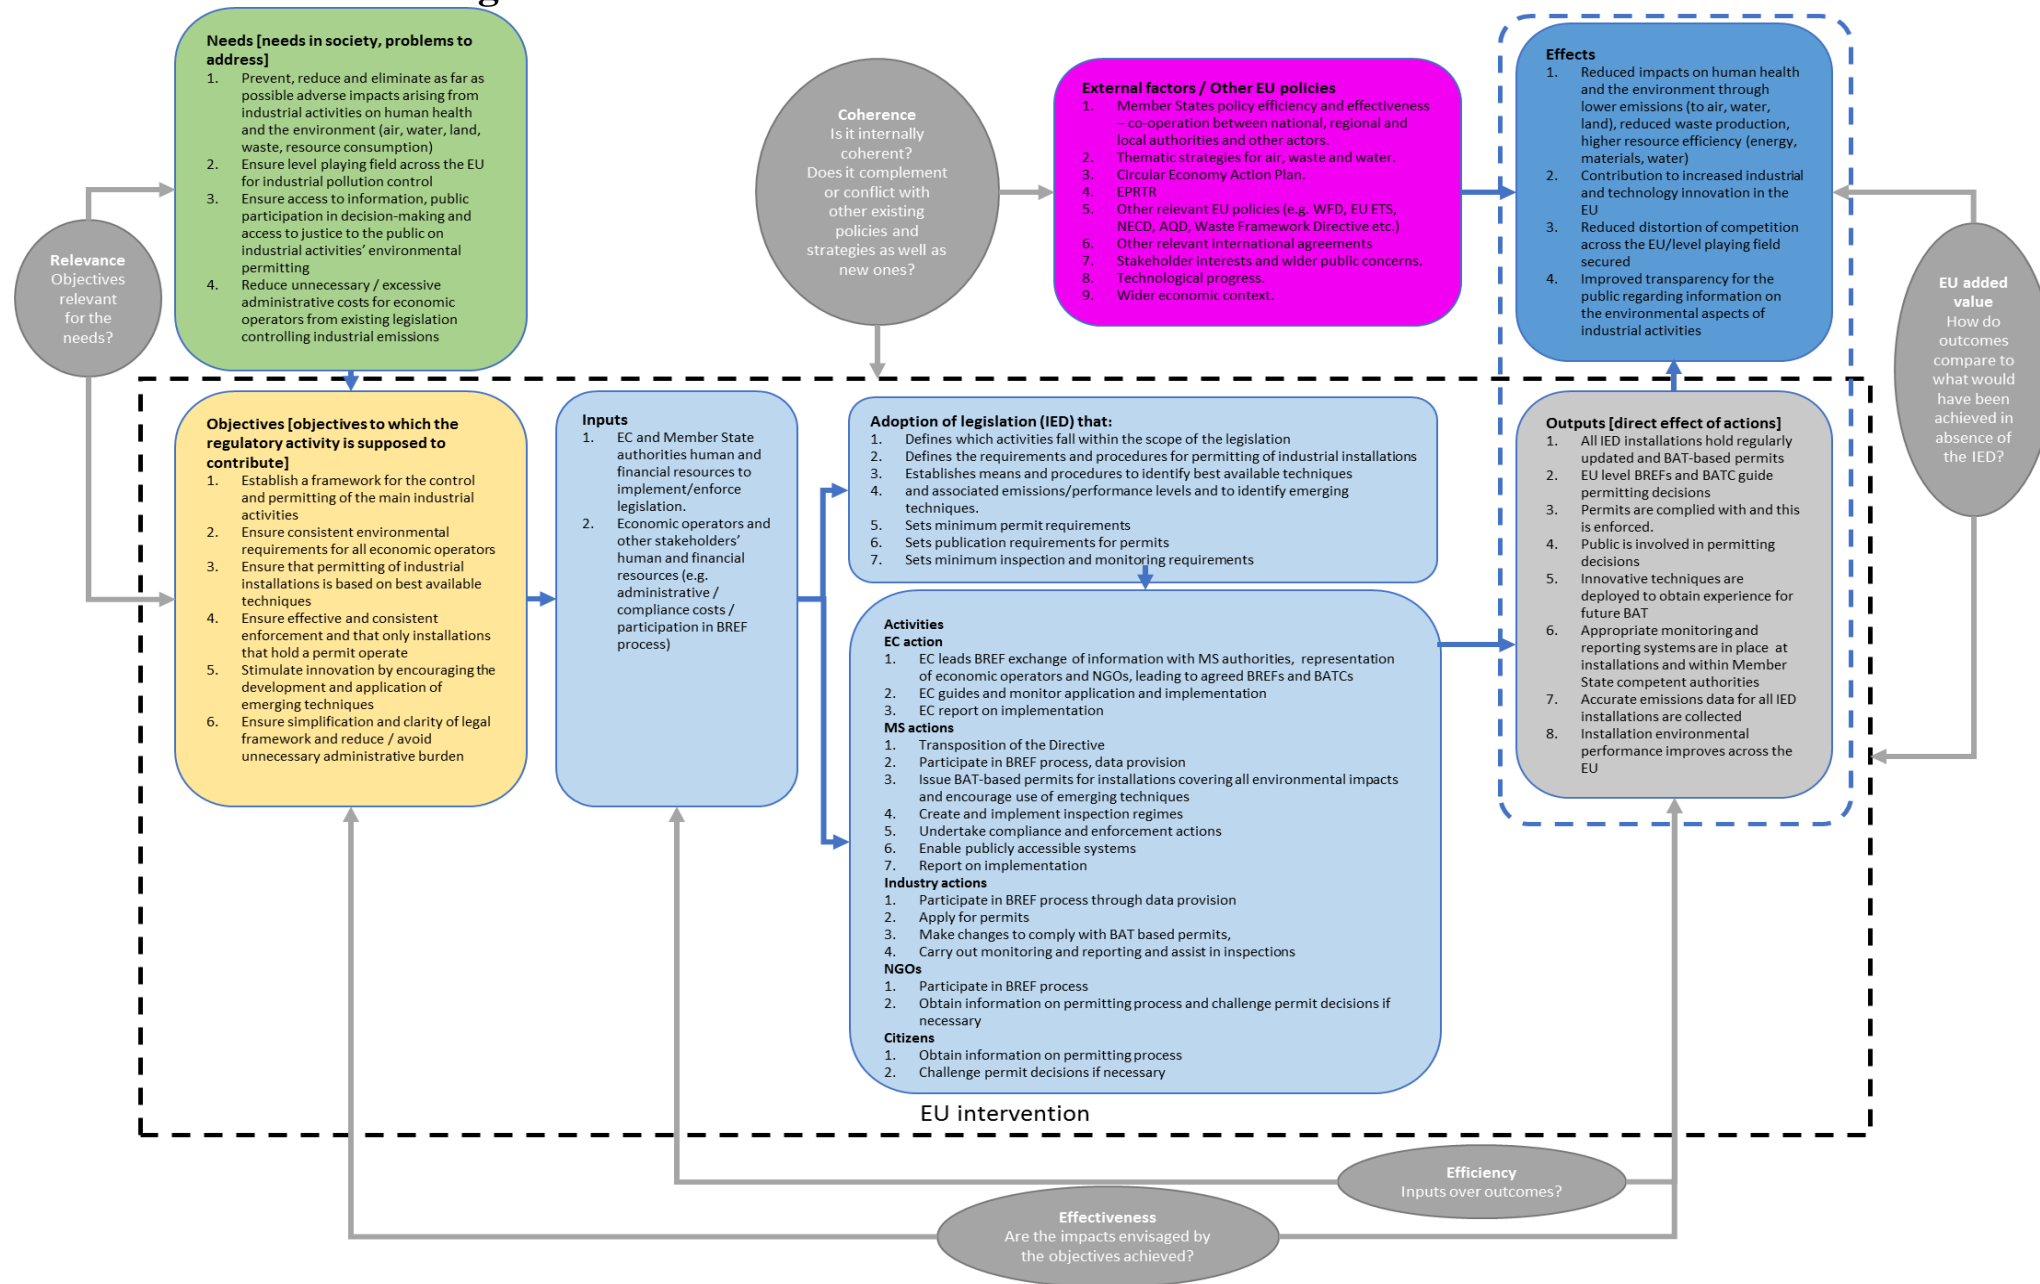 g
Needs [needs in society, problems to
address]
1. Prevent, reduce and eliminate as far as
possible adverse impacts arising from
industrial activities on human health
and the environment (air, water, land,
waste, resource consumption)
2. Ensure level playing field across the EU
for industrial pollution control
3. Ensure access to information, public
participation in decision-making and
access to justice to the public on
industrial activities’ environmental
permitting
4. Reduce unnecessary / excessive
administrative costs for economic
operators from existing legislation
controlling industrial emissions
Relevance
Objectives
relevant
for the
needs?
Coherence
Is it internally
coherent?
Does it complement
or conflict with
other existing
policies and
strategies as well as
new ones?
External factors / Other EU policies
1. Member States policy efficiency and effectiveness
– co-operation between national, regional and
local authorities and other actors.
2. Thematic strategies for air, waste and water.
3. Circular Economy Action Plan.
4. EPRTR
5. Other relevant EU policies (e.g. WFD, EU ETS,
NECD, AQD, Waste Framework Directive etc.)
6. Other relevant international agreements
7. Stakeholder interests and wider public concerns.
8. Technological progress.
9. Wider economic context.
Effects
1. Reduced impacts on human health
and the environment through
lower emissions (to air, water,
land), reduced waste production,
higher resource efficiency (energy,
materials, water)
2. Contribution to increased industrial
and technology innovation in the
EU
3. Reduced distortion of competition
across the EU/level playing field
secured
4. Improved transparency for the
public regarding information on
the environmental aspects of
industrial activities
EU added
value
How do
outcomes
compare to
what would
have been
achieved in
absence of
the IED?
Objectives [objectives to which the
regulatory activity is supposed to
contribute]
1. Establish a framework for the control
and permitting of the main industrial
activities
2. Ensure consistent environmental
requirements for all economic operators
3. Ensure that permitting of industrial
installations is based on best available
techniques
4. Ensure effective and consistent
enforcement and that only installations
that hold a permit operate
5. Stimulate innovation by encouraging the
development and application of
emerging techniques
6. Ensure simplification and clarity of legal
framework and reduce / avoid
unnecessary administrative burden
Inputs
1. EC and Member State
authorities human and
financial resources to
implement/enforce
legislation.
2. Economic operators and
other stakeholders’
human and financial
resources (e.g.
administrative /
compliance costs /
participation in BREF
process)
Adoption of legislation (IED) that:
1. Defines which activities fall within the scope of the legislation
2. Defines the requirements and procedures for permitting of industrial installations
3. Establishes means and procedures to identify best available techniques
4. and associated emissions/performance levels and to identify emerging
techniques.
5. Sets minimum permit requirements
6. Sets publication requirements for permits
7. Sets minimum inspection and monitoring requirements
Activities
EC action
1. EC leads BREF exchange of information with MS authorities, representation
of economic operators and NGOs, leading to agreed BREFs and BATCs
2. EC guides and monitor application and implementation
3. EC report on implementation
MS actions
1. Transposition of the Directive
2. Participate in BREF process, data provision
3. Issue BAT-based permits for installations covering all environmental impacts
and encourage use of emerging techniques
4. Create and implement inspection regimes
5. Undertake compliance and enforcement actions
6. Enable publicly accessible systems
7. Report on implementation
Industry actions
1. Participate in BREF process through data provision
2. Apply for permits
3. Make changes to comply with BAT based permits,
4. Carry out monitoring and reporting and assist in inspections
NGOs
1. Participate in BREF process
2. Obtain information on permitting process and challenge permit decisions if
necessary
Citizens
1. Obtain information on permitting process
2. Challenge permit decisions if necessary
Outputs [direct effect of actions]
1. All IED installations hold regularly
updated and BAT-based permits
2. EU level BREFs and BATC guide
permitting decisions
3. Permits are complied with and this
is enforced.
4. Public is involved in permitting
decisions
5. Innovative techniques are
deployed to obtain experience for
future BAT
6. Appropriate monitoring and
reporting systems are in place at
installations and within Member
State competent authorities
7. Accurate emissions data for all IED
installations are collected
8. Installation environmental
performance improves across the
EU
EU intervention
Efficiency
Inputs over outcomes?
Effectiveness
Are the impacts envisaged by
the objectives achieved?